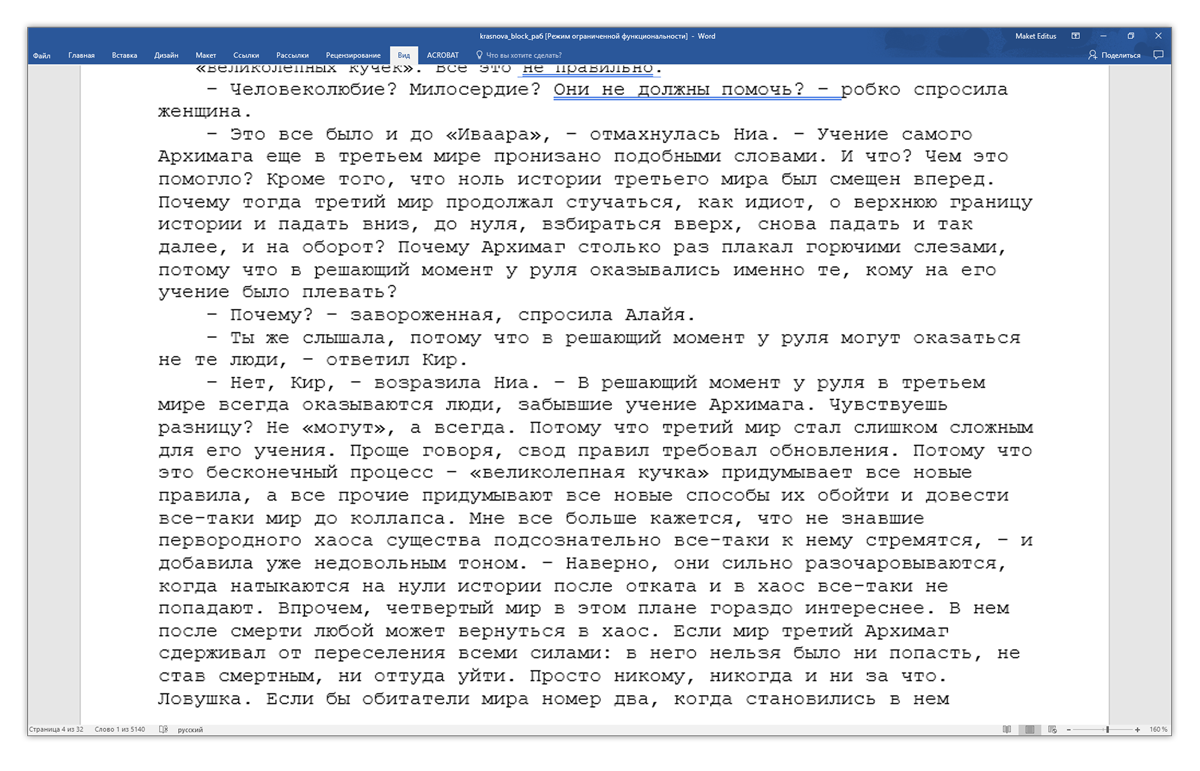 krasnova_block_раб [Режим ограниченной функциональности] - Word
Maket Editus
Файл Главная Вставка Дизайн Макет Ссылки Рассылки Рецензирование Вид ACROBAT Что вы хотите сделать? Поделиться
«великолепных кучек». Все это не правильно.
– Человеколюбие? Милосердие? Они не должны помочь? – робко спросила
женщина.
– Это все было и до «Иваара», – отмахнулась Ниа. – Учение самого
Архимага еще в третьем мире пронизано подобными словами. И что? Чем это
помогло? Кроме того, что ноль истории третьего мира был смещен вперед.
Почему тогда третий мир продолжал стучаться, как идиот, о верхнюю границу
истории и падать вниз, до нуля, взбираться вверх, снова падать и так
далее, и на оборот? Почему Архимаг столько раз плакал горючими слезами,
потому что в решающий момент у руля оказывались именно те, кому на его
учение было плевать?
– Почему? – завороженная, спросила Алайя.
– Ты же слышала, потому что в решающий момент у руля могут оказаться
не те люди, – ответил Кир.
– Нет, Кир, – возразила Ниа. – В решающий момент у руля в третьем
мире всегда оказываются люди, забывшие учение Архимага. Чувствуешь
разницу? Не «могут», а всегда. Потому что третий мир стал слишком сложным
для его учения. Проще говоря, свод правил требовал обновления. Потому что
это бесконечный процесс – «великолепная кучка» придумывает все новые
правила, а все прочие придумывают все новые способы их обойти и довести
все-таки мир до коллапса. Мне все больше кажется, что не знавшие
первородного хаоса существа подсознательно все-таки к нему стремятся, – и
добавила уже недовольным тоном. – Наверно, они сильно разочаровываются,
когда натыкаются на нули истории после отката и в хаос все-таки не
попадают. Впрочем, четвертый мир в этом плане гораздо интереснее. В нем
после смерти любой может вернуться в хаос. Если мир третий Архимаг
сдерживал от переселения всеми силами: в него нельзя было ни попасть, не
став смертным, ни оттуда уйти. Просто никому, никогда и ни за что.
Ловушка. Если бы обитатели мира номер два, когда становились в нем
Страница 4 из 32 Слово 1 из 5140 русский 160 %